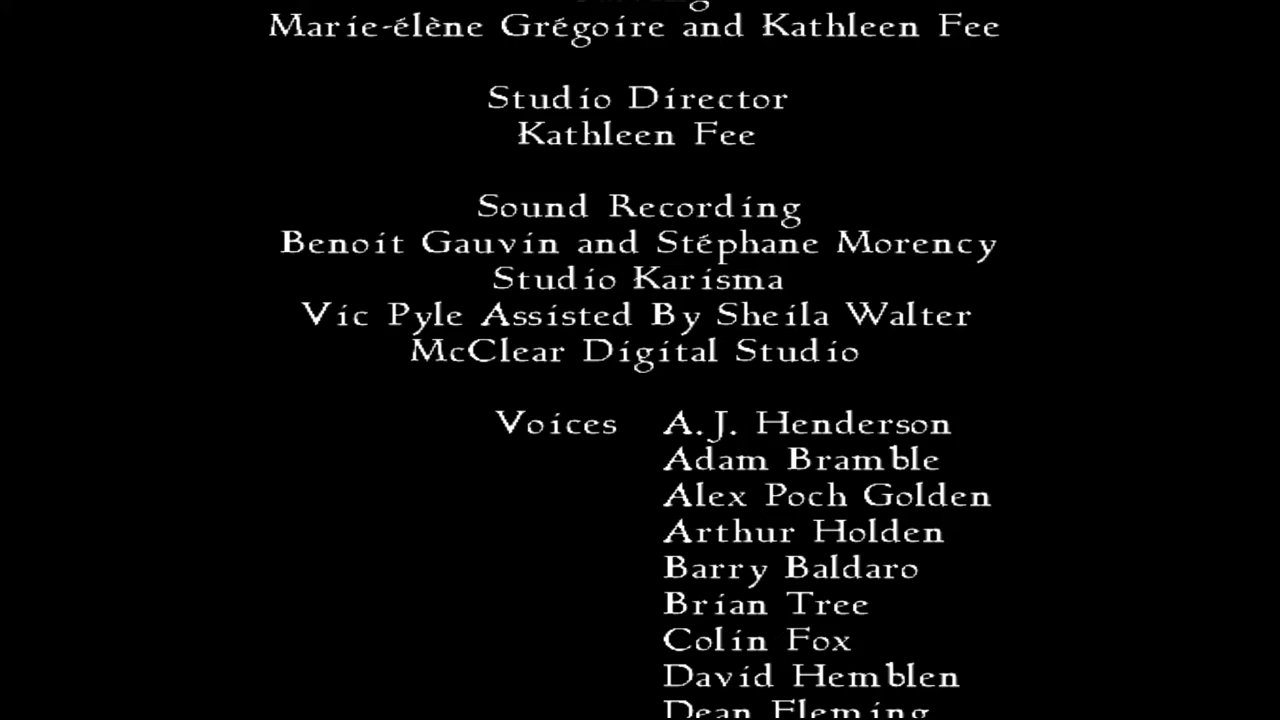 Marie-élène Grégoire and Kathleen Fee
Studio Director
Kathleen Fee
Sound Recording
Benoit Gauvin and Stéphane Morency
Studio Karisma
Vic Pyle Assisted By Sheila Walter
McClear Digital Studio
Voices A.J. Henderson
Adam Bramble
Alex Poch Golden
Arthur Holden
Barry Baldaro
Brian Tree
Colin Fox
David Hemblen
Dean Fleming